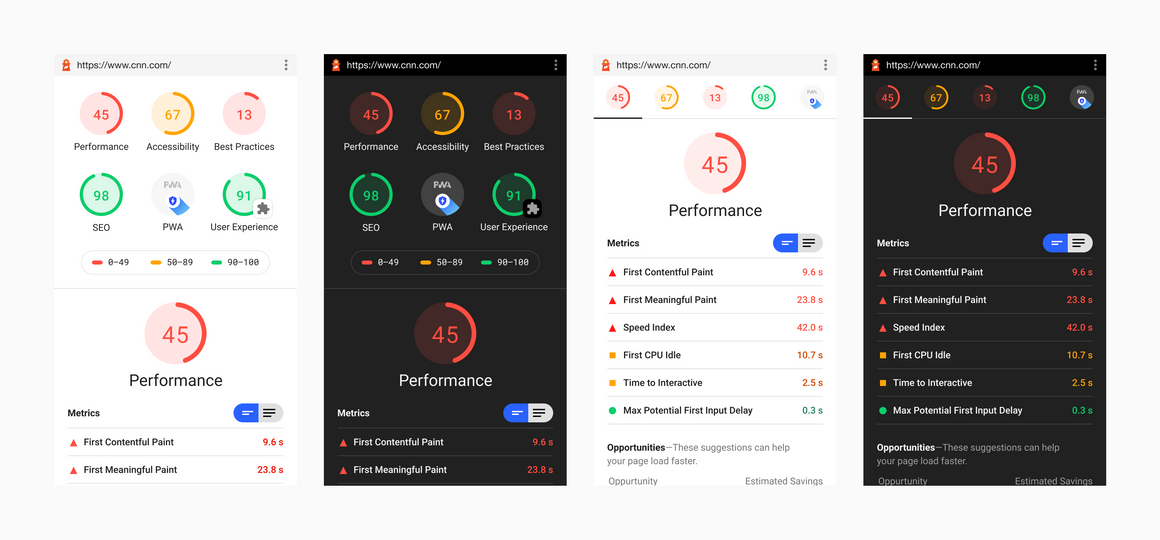 https://www.cnn.com/
45 67 13
Performance Accessibility Best Practices
98 PWA 91
SEO PWA User Experience
0–49 50–89 90–100
45
Performance
Metrics
First Contentful Paint 9.6 s
First Meaningful Paint 23.8 s
https://www.cnn.com/
45 67 13
Performance Accessibility Best Practices
98 PWA 91
SEO PWA User Experience
0–49 50–89 90–100
45
Performance
Metrics
First Contentful Paint 9.6 s
First Meaningful Paint 23.8 s
https://www.cnn.com/
45 67 13 98 PWA
45
Performance
Metrics
First Contentful Paint 9.6 s
First Meaningful Paint 23.8 s
Speed Index 42.0 s
First CPU Idle 10.7 s
Time to Interactive 2.5 s
Max Potential First Input Delay 0.3 s
Opportunities—These suggestions can help
your page load faster.
Oppurtunity Estimated Savings
https://www.cnn.com/
45 67 13 98 PWA
45
Performance
Metrics
First Contentful Paint 9.6 s
First Meaningful Paint 23.8 s
Speed Index 42.0 s
First CPU Idle 10.7 s
Time to Interactive 2.5 s
Max Potential First Input Delay 0.3 s
Opportunities—These suggestions can help
your page load faster.
Oppurtunity Estimated Savings